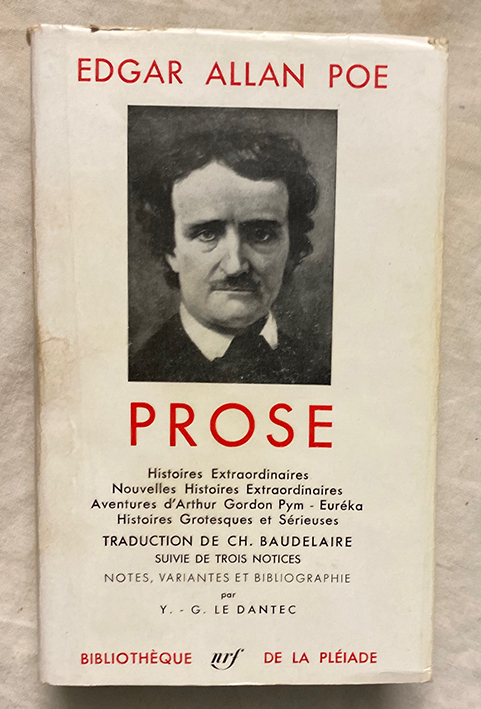 EDGAR ALLAN POE
PROSE
Histoires Extraordinaires
Nouvelles Histoires Extraordinaires
Aventures d'Arthur Gordon Pym - Euréka
Histoires Grotesques et Sérieuses
TRADUCTION DE CH. BAUDELAIRE
SUIVIE DE TROIS NOTICES
NOTES, VARIANTES ET BIBLIOGRAPHIE
par
Y. - G. LE DANTEC
BIBLIOTHÈQUE nrf DE LA PLÉIADE